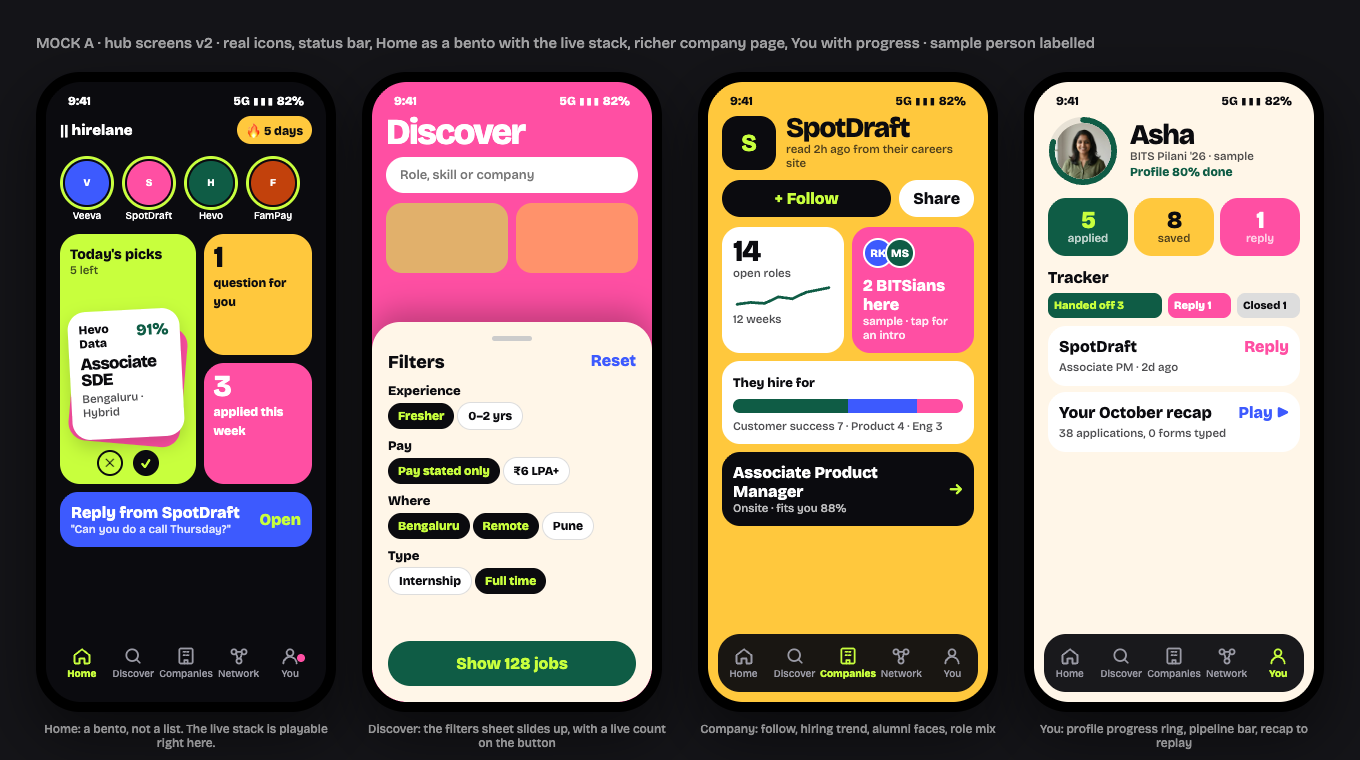 MOCK A · hub screens v2 · real icons, status bar, Home as a bento with the live stack, richer company page, You with progress · sample person labelled
9:41
5G ▮▮▮ 82%
|| hirelane
🔥 5 days
V
S
H
F
Veeva
SpotDraft
Hevo
FamPay
Today's picks
5 left
Hevo
Data
91%
Associate
SDE
Bengaluru ·
Hybrid
1
question for
you
3
applied this
week
Reply from SpotDraft
"Can you do a call Thursday?"
Open
Home
Discover
Companies
Network
You
Home: a bento, not a list. The live stack is playable
right here.
9:41
5G ▮▮▮ 82%
Discover
Role, skill or company
Filters
Reset
Experience
Fresher
0–2 yrs
Pay
Pay stated only
₹6 LPA+
Where
Bengaluru
Remote
Pune
Type
Internship
Full time
Show 128 jobs
Discover: the filters sheet slides up, with a live count
on the button
9:41
5G ▮▮▮ 82%
S
SpotDraft
read 2h ago from their careers
site
+ Follow
Share
14
open roles
12 weeks
RK
MS
2 BITSians
here
sample · tap for
an intro
They hire for
Customer success 7 · Product 4 · Eng 3
Associate Product
Manager
Onsite · fits you 88%
→
Home
Discover
Companies
Network
You
Company: follow, hiring trend, alumni faces, role mix
9:41
5G ▮▮▮ 82%
Asha
BITS Pilani '26 · sample
Profile 80% done
5
applied
8
saved
1
reply
Tracker
Handed off 3
Reply 1
Closed 1
SpotDraft
Reply
Associate PM · 2d ago
Your October recap
Play ▶
38 applications, 0 forms typed
Home
Discover
Companies
Network
You
You: profile progress ring, pipeline bar, recap to
replay